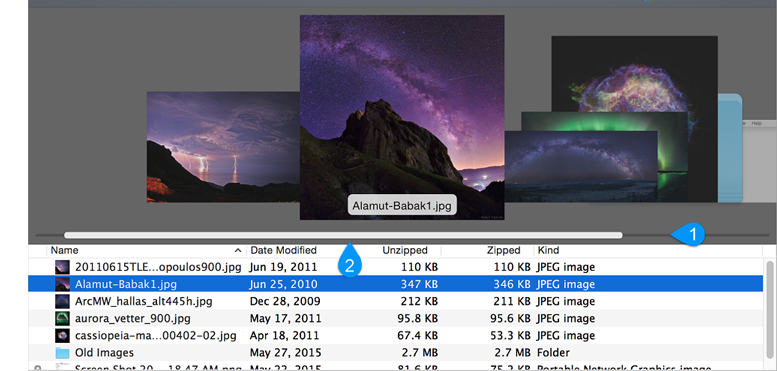 Help
Alamut-Babak1.jpg
1
2
Name Date Modified Unzipped Zipped Kind
20110615TLE...opoulos900.jpg Jun 19, 2011 110 KB 110 KB JPEG image
Alamut-Babak1.jpg Jun 25, 2010 347 KB 346 KB JPEG image
ArcMW_hallas_alt445h.jpg Dec 28, 2009 212 KB 211 KB JPEG image
aurora_vetter_900.jpg May 17, 2011 95.8 KB 95.6 KB JPEG image
cassiopeia-ma...00402-02.jpg Apr 18, 2011 67.4 KB 53.3 KB JPEG image
Old Images May 27, 2015 2.7 MB 2.7 MB Folder
Screen Shot 20...18.47 AM.png May 22, 2015 81.6 KB 75.2 KB Portable Network Graphics image